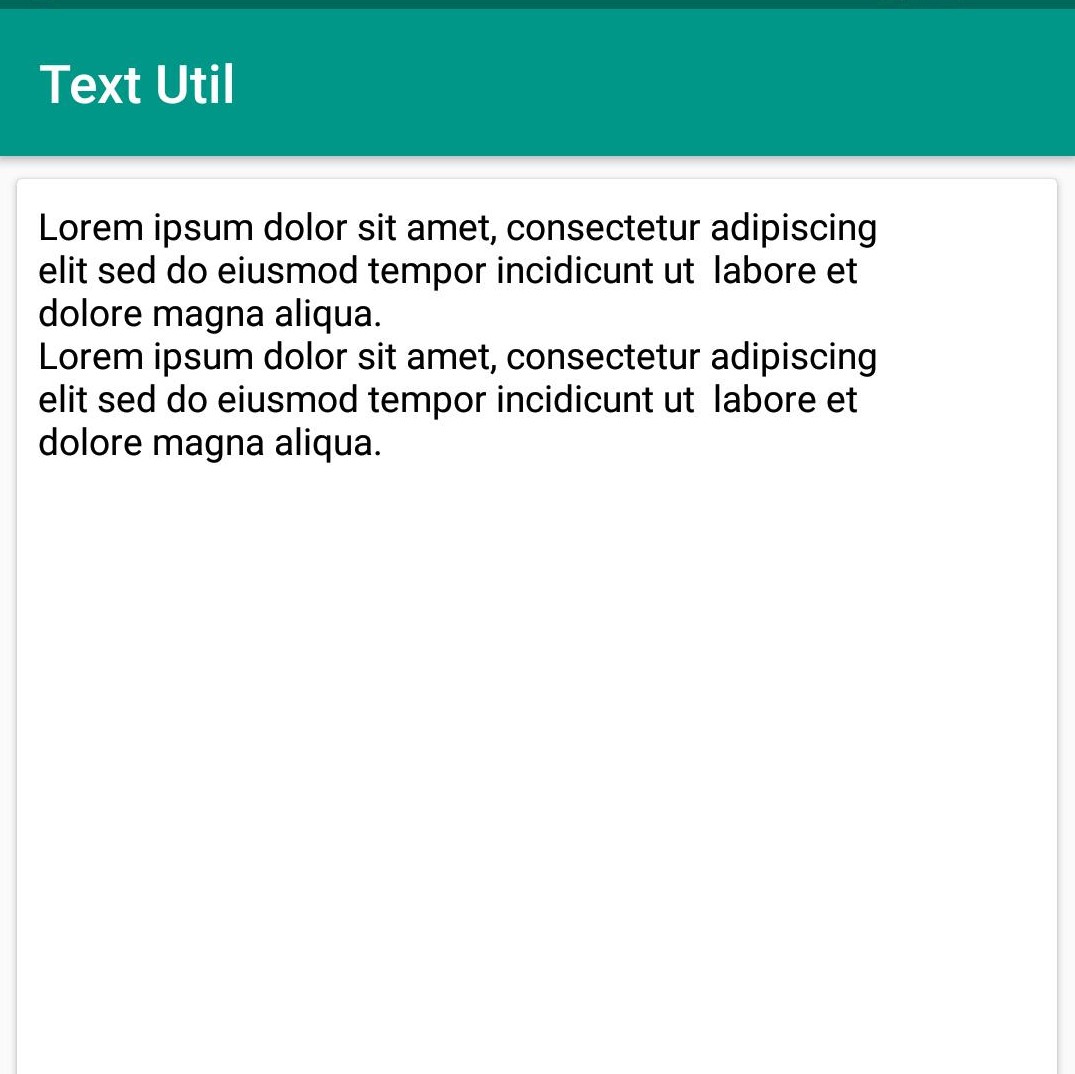 Text Util
Lorem ipsum dolor sit amet, consectetur adipiscing
elit sed do eiusmod tempor incidicunt ut  labore et
dolore magna aliqua.
Lorem ipsum dolor sit amet, consectetur adipiscing
elit sed do eiusmod tempor incidicunt ut  labore et
dolore magna aliqua.